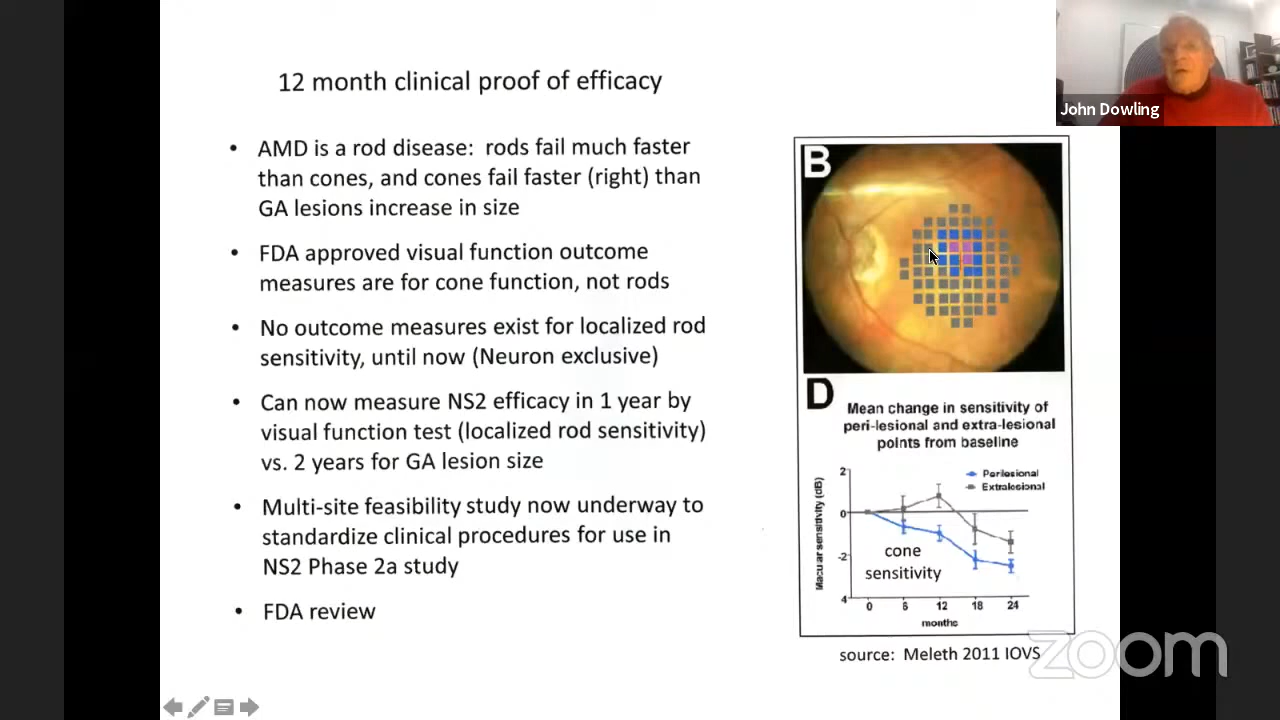 12 month clinical proof of efficacy
• AMD is a rod disease: rods fail much faster
than cones, and cones fail faster (right) than
GA lesions increase in size
• FDA approved visual function outcome
measures are for cone function, not rods
• No outcome measures exist for localized rod
sensitivity, until now (Neuron exclusive)
• Can now measure NS2 efficacy in 1 year by
visual function test (localized rod sensitivity)
vs. 2 years for GA lesion size
• Multi-site feasibility study now underway to
standardize clinical procedures for use in
NS2 Phase 2a study
• FDA review
John Dowling
B
D
Mean change in sensitivity of
peri-lesional and extra-lesional
points from baseline
Perilesional
Extralesional
Macular sensitivity (dB)
2
0
-2
4
cone
sensitivity
0 6 12 18 24
months
source: Meleth 2011 IOVS
zoom